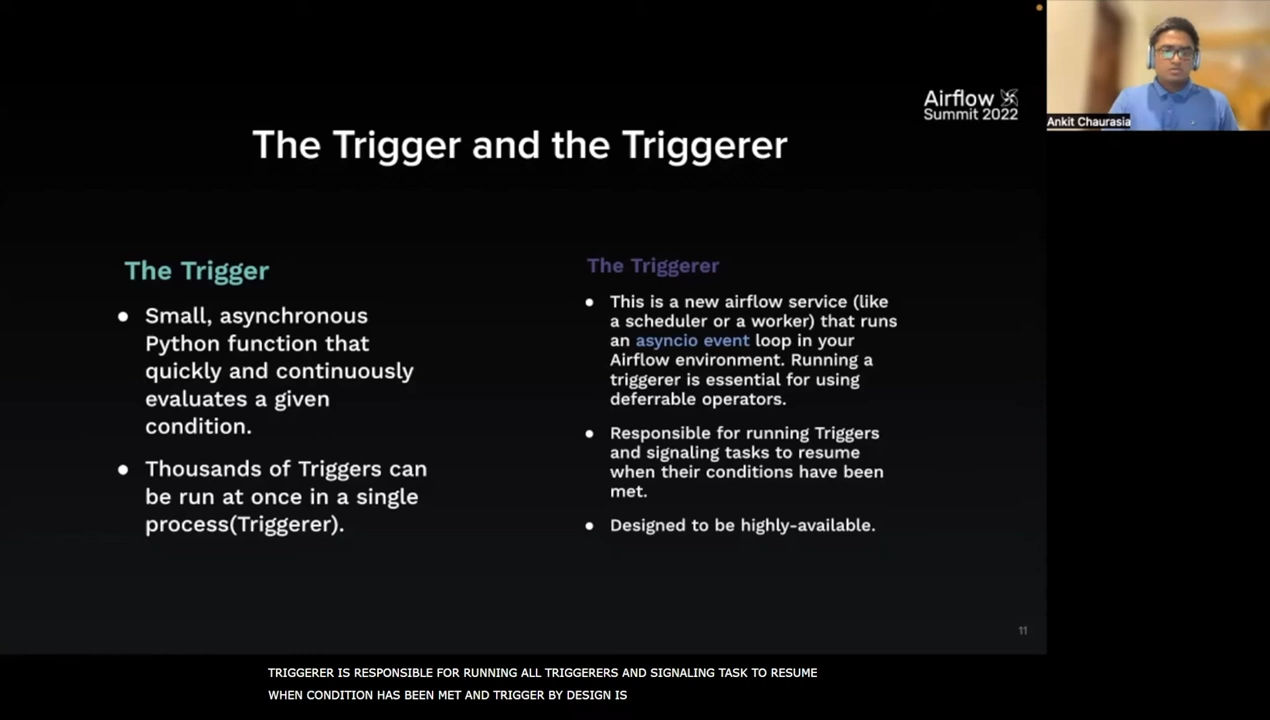 Airflow
Summit 2022
Ankit Chaurasia
The Trigger and the Triggerer
The Trigger
● Small, asynchronous
Python function that
quickly and continuously
evaluates a given
condition.
● Thousands of Triggers can
be run at once in a single
process(Triggerer).
The Triggerer
● This is a new airflow service (like
a scheduler or a worker) that runs
an asyncio event loop in your
Airflow environment. Running a
triggerer is essential for using
deferrable operators.
● Responsible for running Triggers
and signaling tasks to resume
when their conditions have been
met.
● Designed to be highly-available.
11
TRIGGERER IS RESPONSIBLE FOR RUNNING ALL TRIGGERERS AND SIGNALING TASK TO RESUME
WHEN CONDITION HAS BEEN MET AND TRIGGER BY DESIGN IS